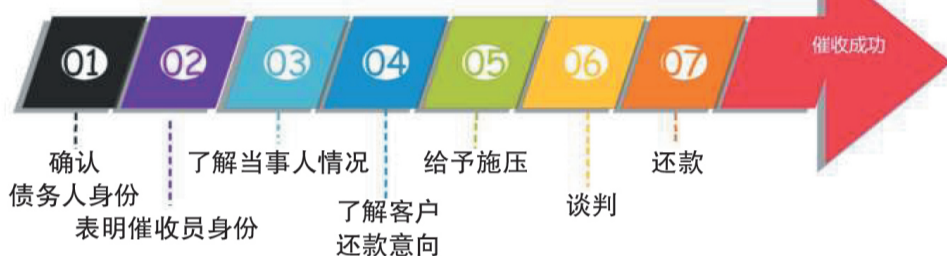 01
02
03
04
05
06
07
催收成功
确认
债务人身份
表明催收员身份
了解当事人情况
了解客户
还款意向
给予施压
谈判
还款